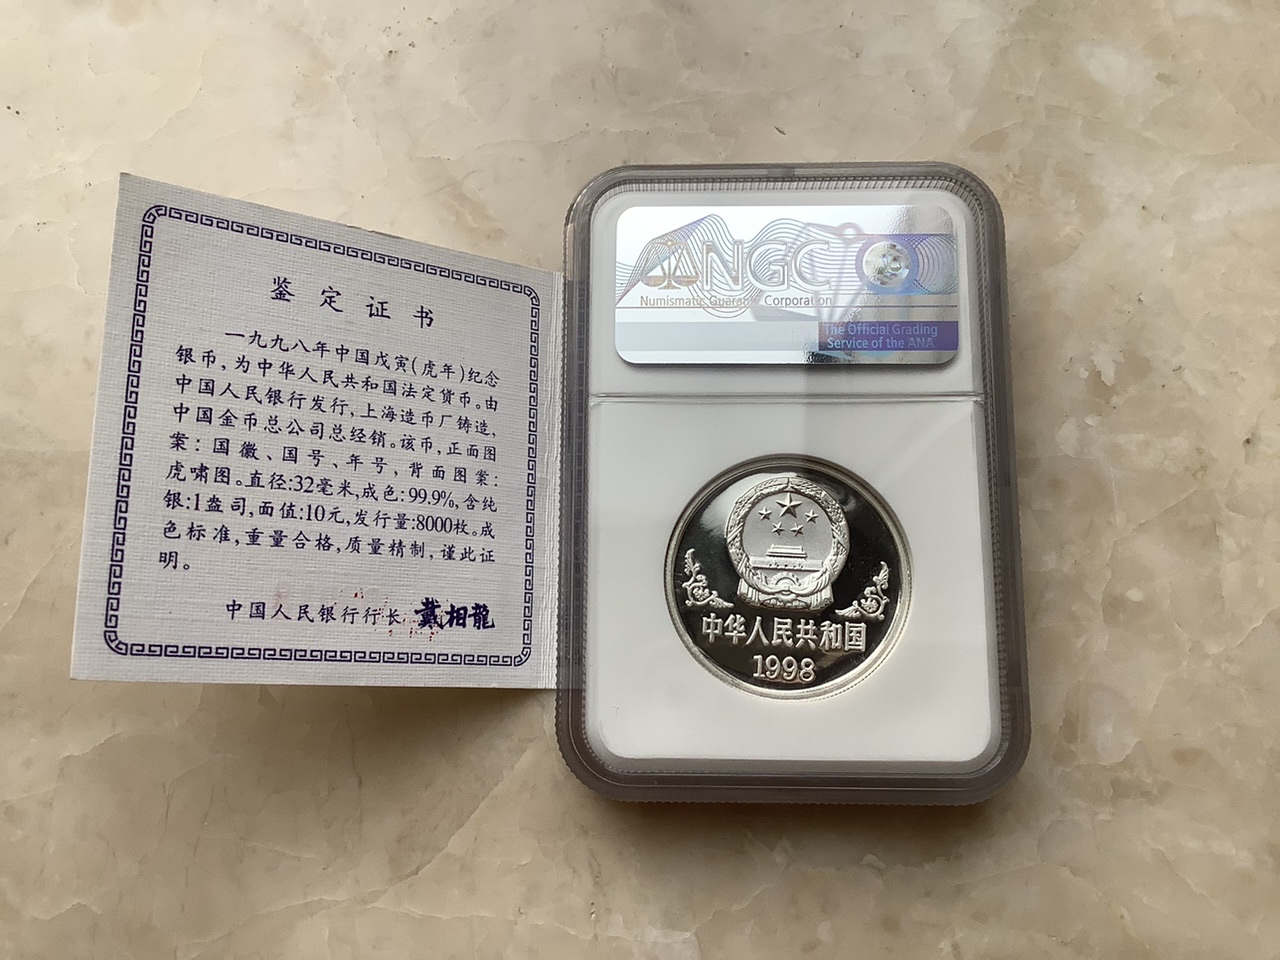 鉴定证书
一九九八年中国戊寅(虎年)纪念
银币,为中华人民共和国法定货币。由
中国人民银行发行,上海造币厂铸造,
中国金币总公司总经销。该币,正面图
案:国徽、国号、年号,背面图案:
虎啸图。直径:32毫米,成色:99.9%,含纯
银:1盎司,面值:10元,发行量:8000枚。成
色标准,重量合格,质量精制,谨此证
明。
中国人民银行行长 戴相龍
NGC
Numismatic Guaranty Corporation
The Official Grading
Service of the ANA
中华人民共和国
1998